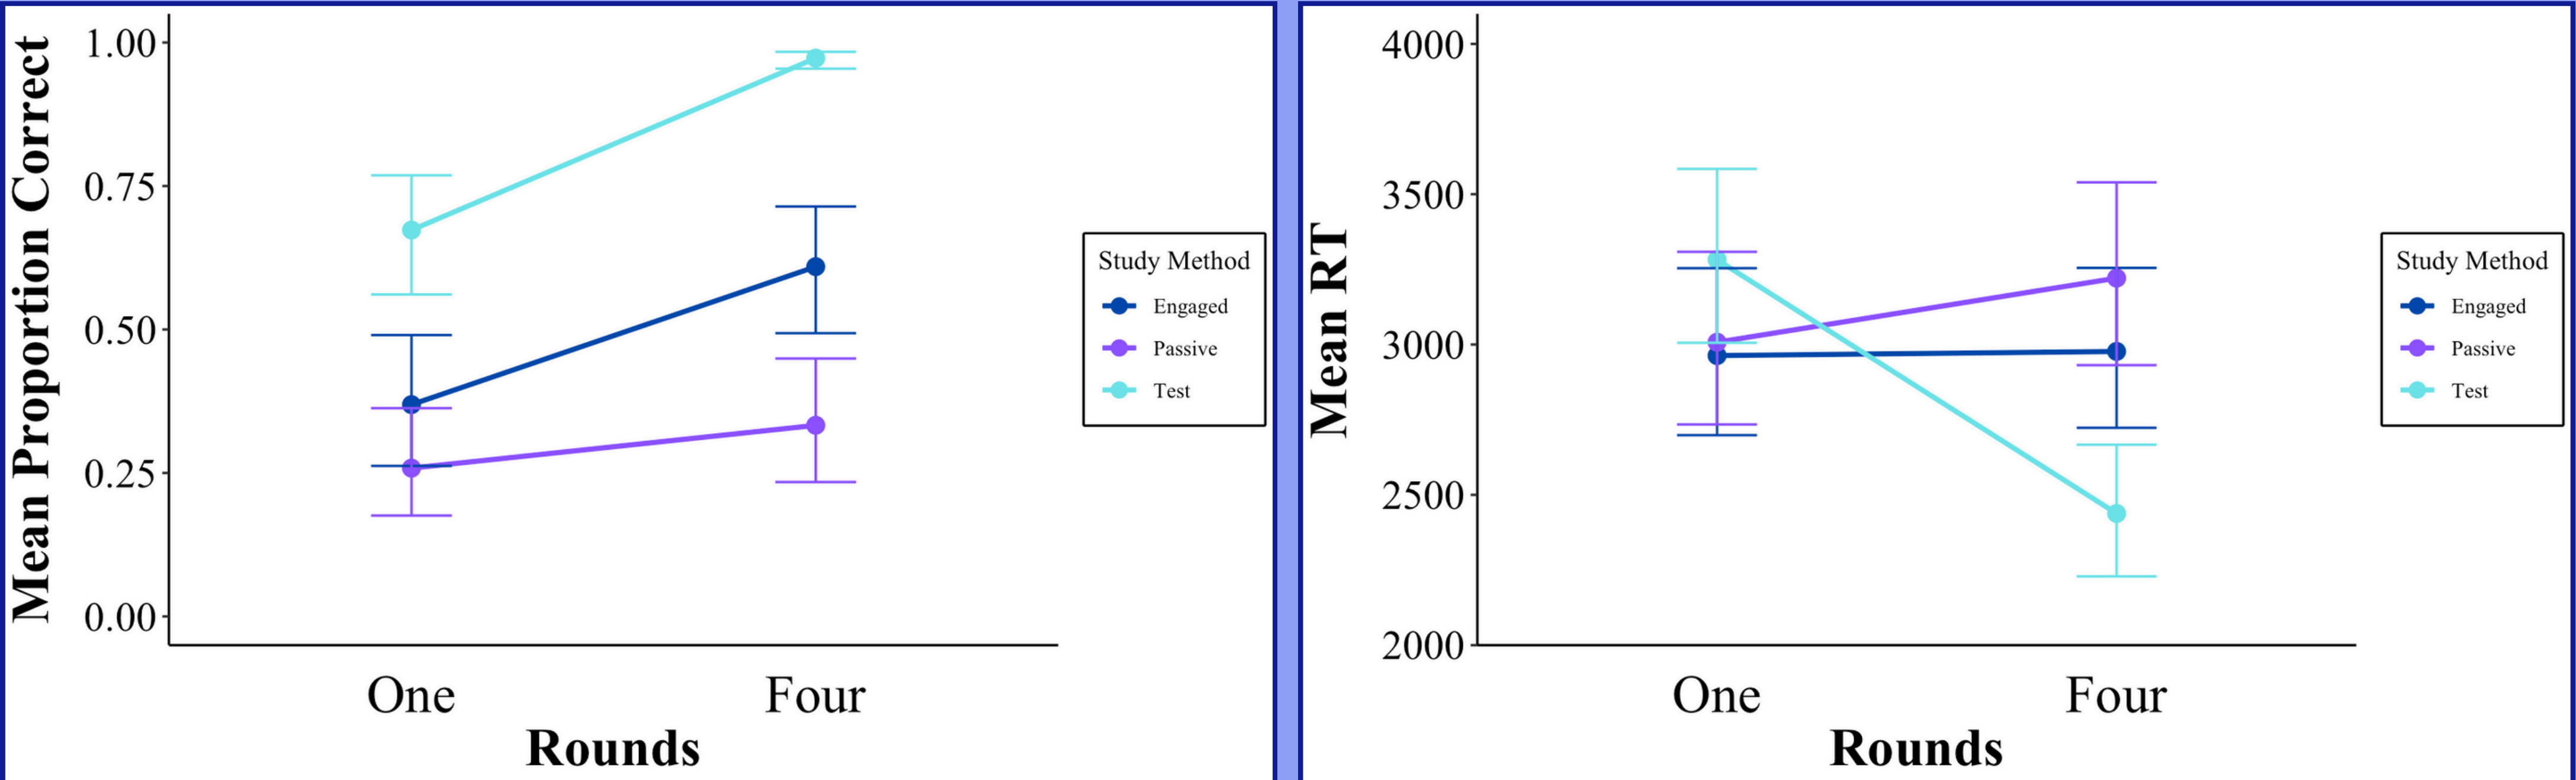 Mean Proportion Correct
1.00
0.75
0.50
0.25
0.00
One
Four
Rounds
Study Method
Engaged
Passive
Test
Mean RT
4000
3500
3000
2500
2000
One
Four
Rounds
Study Method
Engaged
Passive
Test